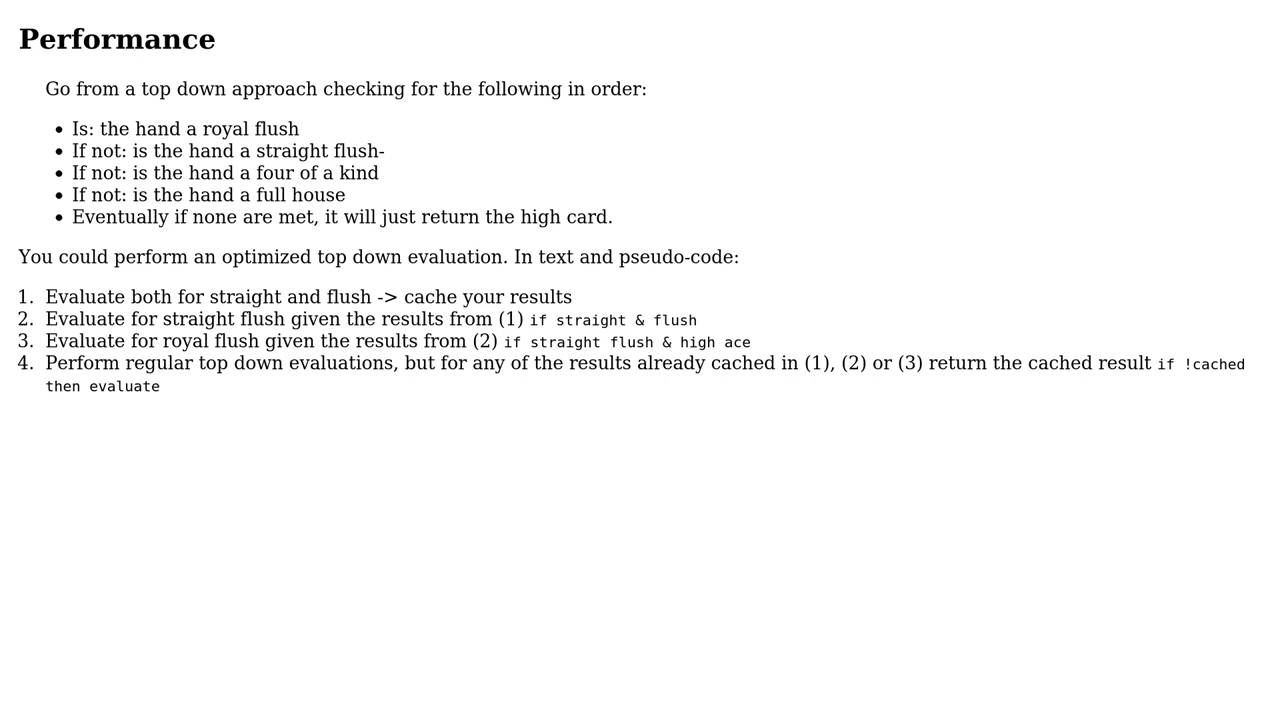 Performance
Go from a top down approach checking for the following in order:
• Is: the hand a royal flush
• If not: is the hand a straight flush-
• If not: is the hand a four of a kind
• If not: is the hand a full house
• Eventually if none are met, it will just return the high card.
You could perform an optimized top down evaluation. In text and pseudo-code:
1. Evaluate both for straight and flush -> cache your results
2. Evaluate for straight flush given the results from (1) if straight & flush
3. Evaluate for royal flush given the results from (2) if straight flush & high ace
4. Perform regular top down evaluations, but for any of the results already cached in (1), (2) or (3) return the cached result if !cached
then evaluate